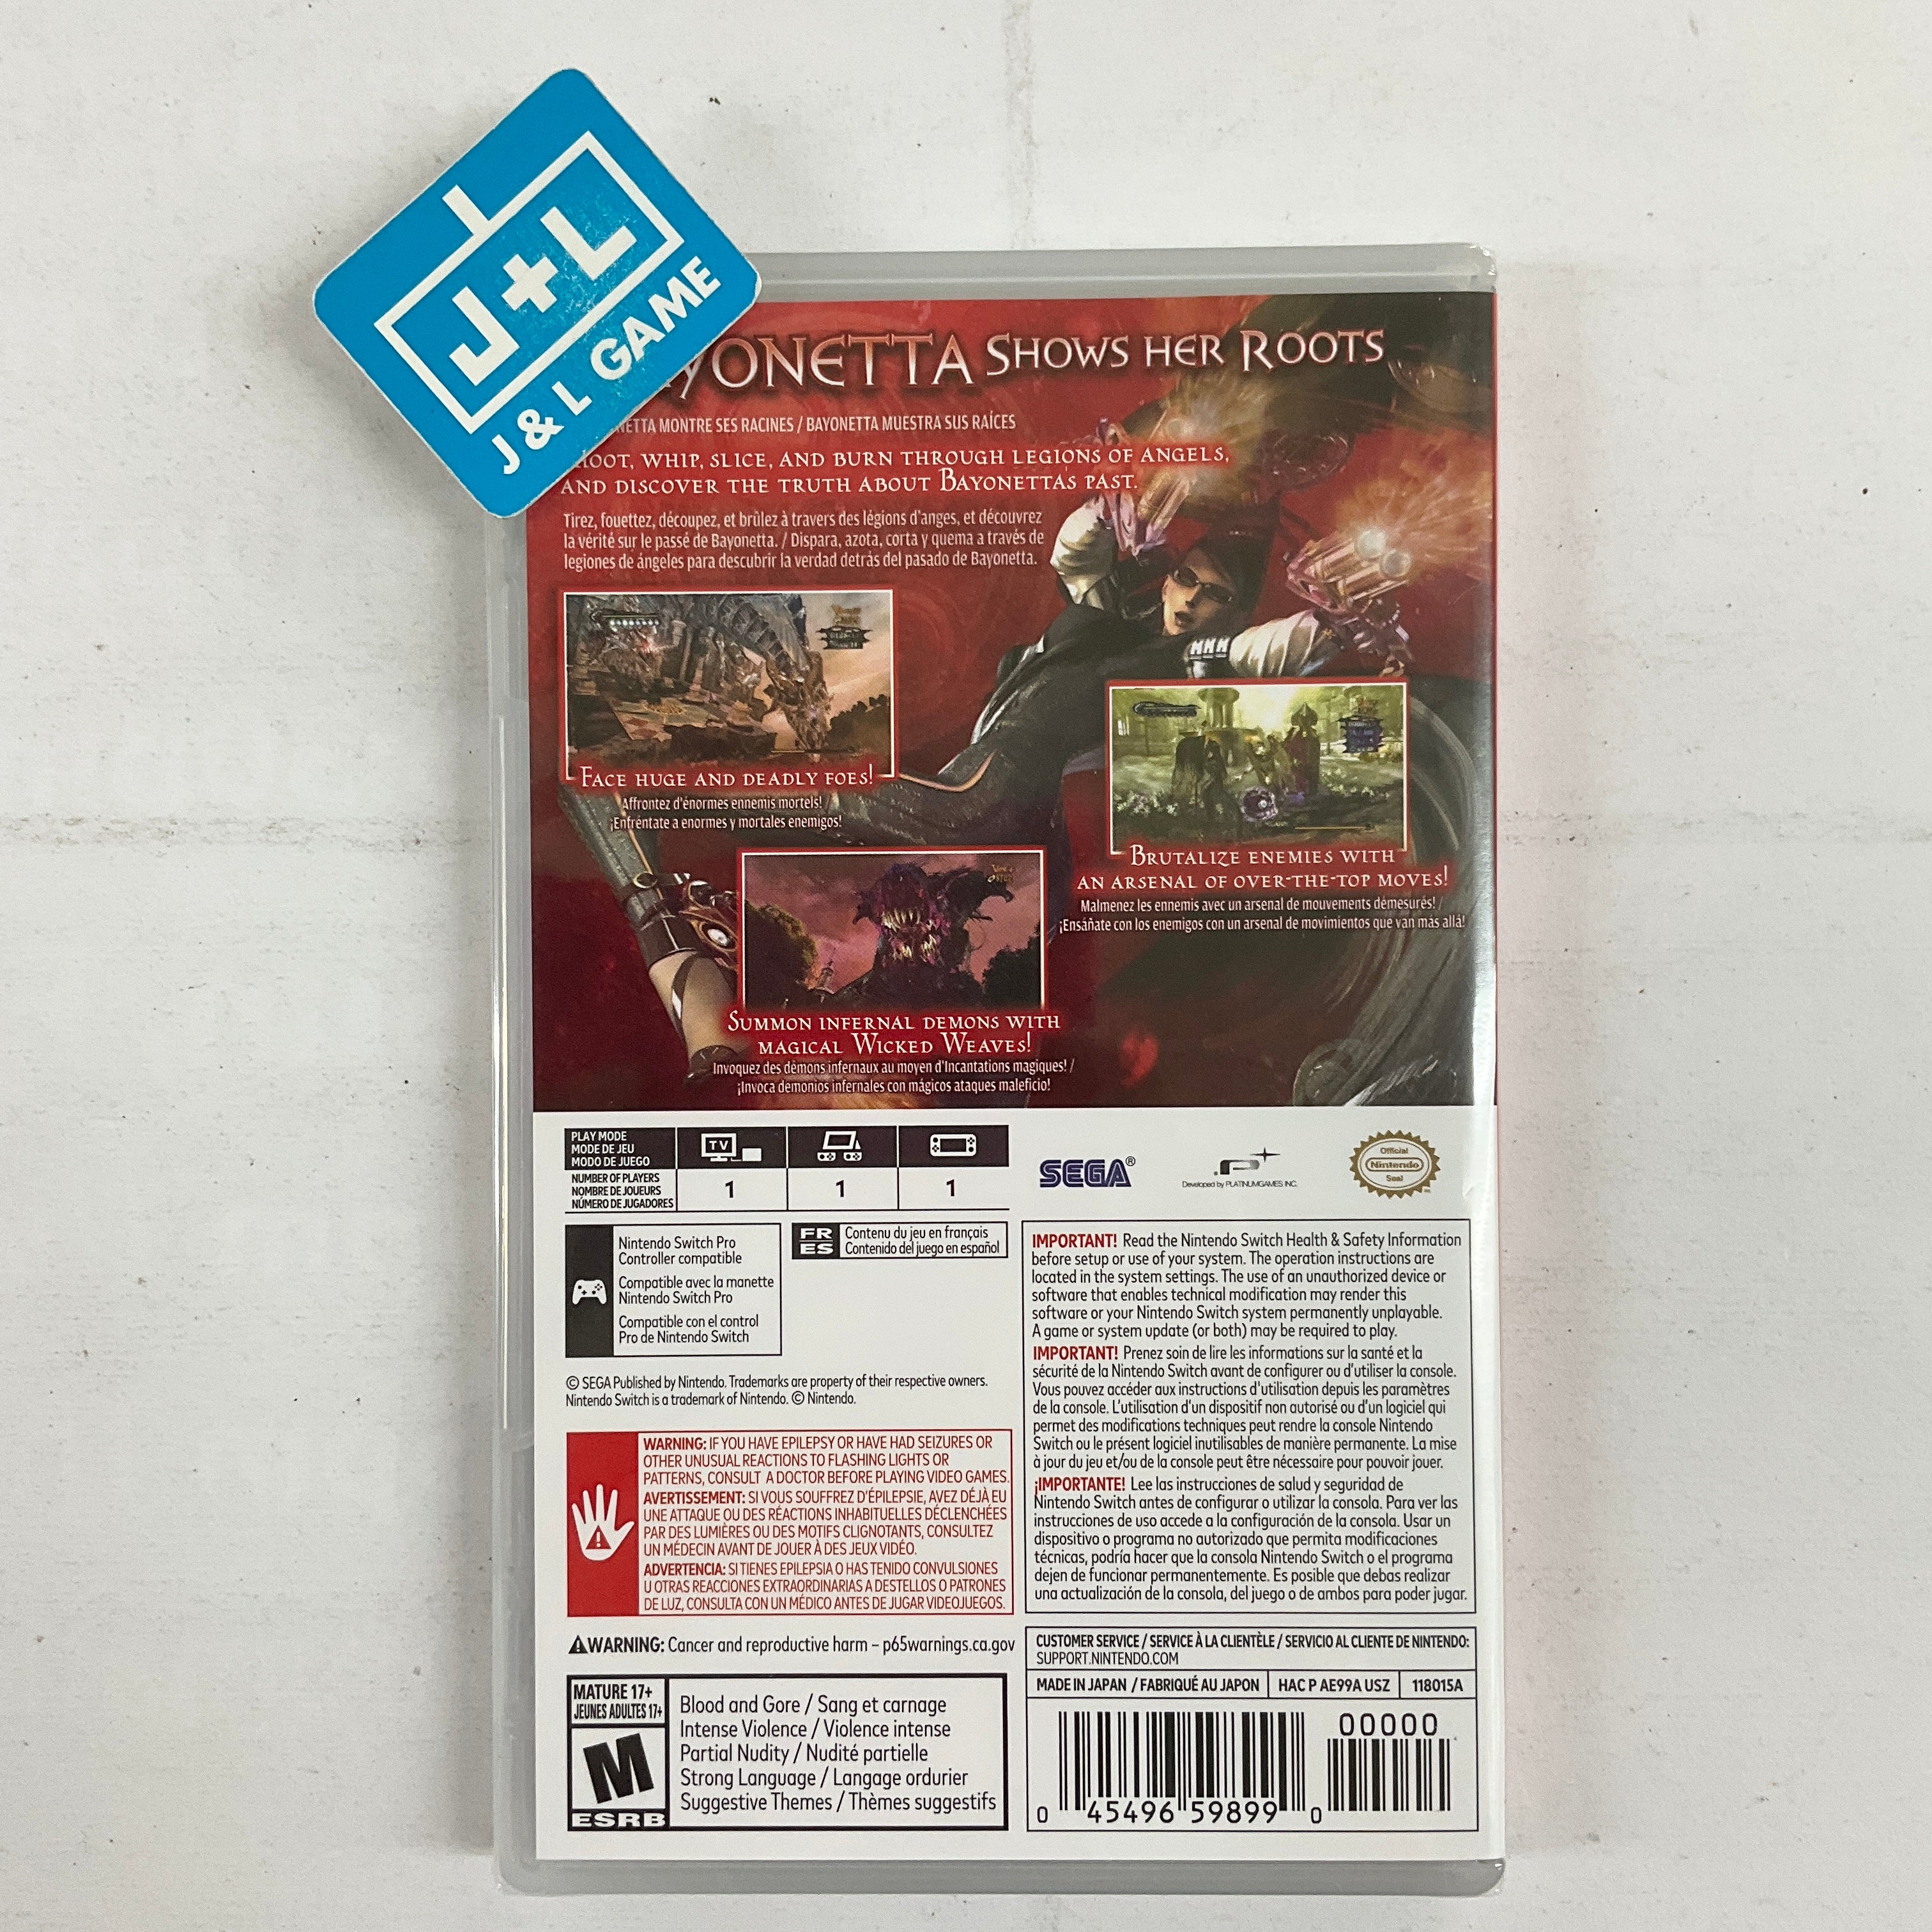 J+L
J & L GAME
YONETTA SHOWS HER ROOTS
NETTA MONTRE SES RACINES / BAYONETTA MUESTRA SUS RAÍCES
HOOT, WHIP, SLICE, AND BURN THROUGH LEGIONS OF ANGELS,
AND DISCOVER THE TRUTH ABOUT BAYONETTA'S PAST.
Tirez, fouettez, découpez, et brûlez à travers des légions d'anges, et découvrez
la vérité sur le passé de Bayonetta. / Dispara, azota, corta y quema a través de
legiones de ángeles para descubrir la verdad detrás del pasado de Bayonetta.
FACE HUGE AND DEADLY FOES!
Affrontez d'énormes ennemis mortels!
¡Enfréntate a enormes y mortales enemigos!
BRUTALIZE ENEMIES WITH
AN ARSENAL OF OVER-THE-TOP MOVES!
Malmenez les ennemis avec un arsenal de mouvements démesurés! /
¡Ensáñate con los enemigos con un arsenal de movimientos que van más allá!
SUMMON INFERNAL DEMONS WITH
MAGICAL WICKED WEAVES!
Invoquez des démons infernaux au moyen d'Incantations magiques! /
¡Invoca demonios infernales con mágicos ataques maleficio!
PLAY MODE
MODE DE JEU
MODO DE JUEGO
TV
NUMBER OF PLAYERS
NOMBRE DE JOUEURS
NÚMERO DE JUGADORES
1 1 1
SEGA®
Developed by PLATINUMGAMES INC.
Official
Nintendo
Seal
Nintendo Switch Pro
Controller compatible
Compatible avec la manette
Nintendo Switch Pro
Compatible con el control
Pro de Nintendo Switch
FR Contenu du jeu en français
ES Contenido del juego en español
© SEGA Published by Nintendo. Trademarks are property of their respective owners.
Nintendo Switch is a trademark of Nintendo. © Nintendo.
WARNING: IF YOU HAVE EPILEPSY OR HAVE HAD SEIZURES OR
OTHER UNUSUAL REACTIONS TO FLASHING LIGHTS OR
PATTERNS, CONSULT A DOCTOR BEFORE PLAYING VIDEO GAMES.
AVERTISSEMENT: SI VOUS SOUFFREZ D'ÉPILEPSIE, AVEZ DÉJÀ EU
UNE ATTAQUE OU DES RÉACTIONS INHABITUELLES DÉCLENCHÉES
PAR DES LUMIÈRES OU DES MOTIFS CLIGNOTANTS, CONSULTEZ
UN MÉDECIN AVANT DE JOUER À DES JEUX VIDÉO.
ADVERTENCIA: SI TIENES EPILEPSIA O HAS TENIDO CONVULSIONES
U OTRAS REACCIONES EXTRAORDINARIAS A DESTELLOS O PATRONES
DE LUZ, CONSULTA CON UN MÉDICO ANTES DE JUGAR VIDEOJUEGOS.
WARNING: Cancer and reproductive harm – p65warnings.ca.gov
MATURE 17+
JEUNES ADULTES 17+
M
ESRB
Blood and Gore / Sang et carnage
Intense Violence / Violence intense
Partial Nudity / Nudité partielle
Strong Language / Langage ordurier
Suggestive Themes / Thèmes suggestifs
IMPORTANT! Read the Nintendo Switch Health & Safety Information
before setup or use of your system. The operation instructions are
located in the system settings. The use of an unauthorized device or
software that enables technical modification may render this
software or your Nintendo Switch system permanently unplayable.
A game or system update (or both) may be required to play.
IMPORTANT! Prenez soin de lire les informations sur la santé et la
sécurité de la Nintendo Switch avant de configurer ou d'utiliser la console.
Vous pouvez accéder aux instructions d'utilisation depuis les paramètres
de la console. L'utilisation d'un dispositif non autorisé ou d'un logiciel qui
permet des modifications techniques peut rendre la console Nintendo
Switch ou le présent logiciel inutilisables de manière permanente. La mise
à jour du jeu et/ou de la console peut être nécessaire pour pouvoir jouer.
¡IMPORTANTE! Lee las instrucciones de salud y seguridad de
Nintendo Switch antes de configurar o utilizar la consola. Para ver las
instrucciones de uso accede a la configuración de la consola. Usar un
dispositivo o programa no autorizado que permita modificaciones
técnicas, podría hacer que la consola Nintendo Switch o el programa
dejen de funcionar permanentemente. Es posible que debas realizar
una actualización de la consola, del juego o de ambos para poder jugar.
CUSTOMER SERVICE / SERVICE À LA CLIENTÈLE / SERVICIO AL CLIENTE DE NINTENDO:
SUPPORT.NINTENDO.COM
MADE IN JAPAN / FABRIQUÉ AU JAPON HAC P AE99A USZ 118015A
00000
0 45496 59899 0